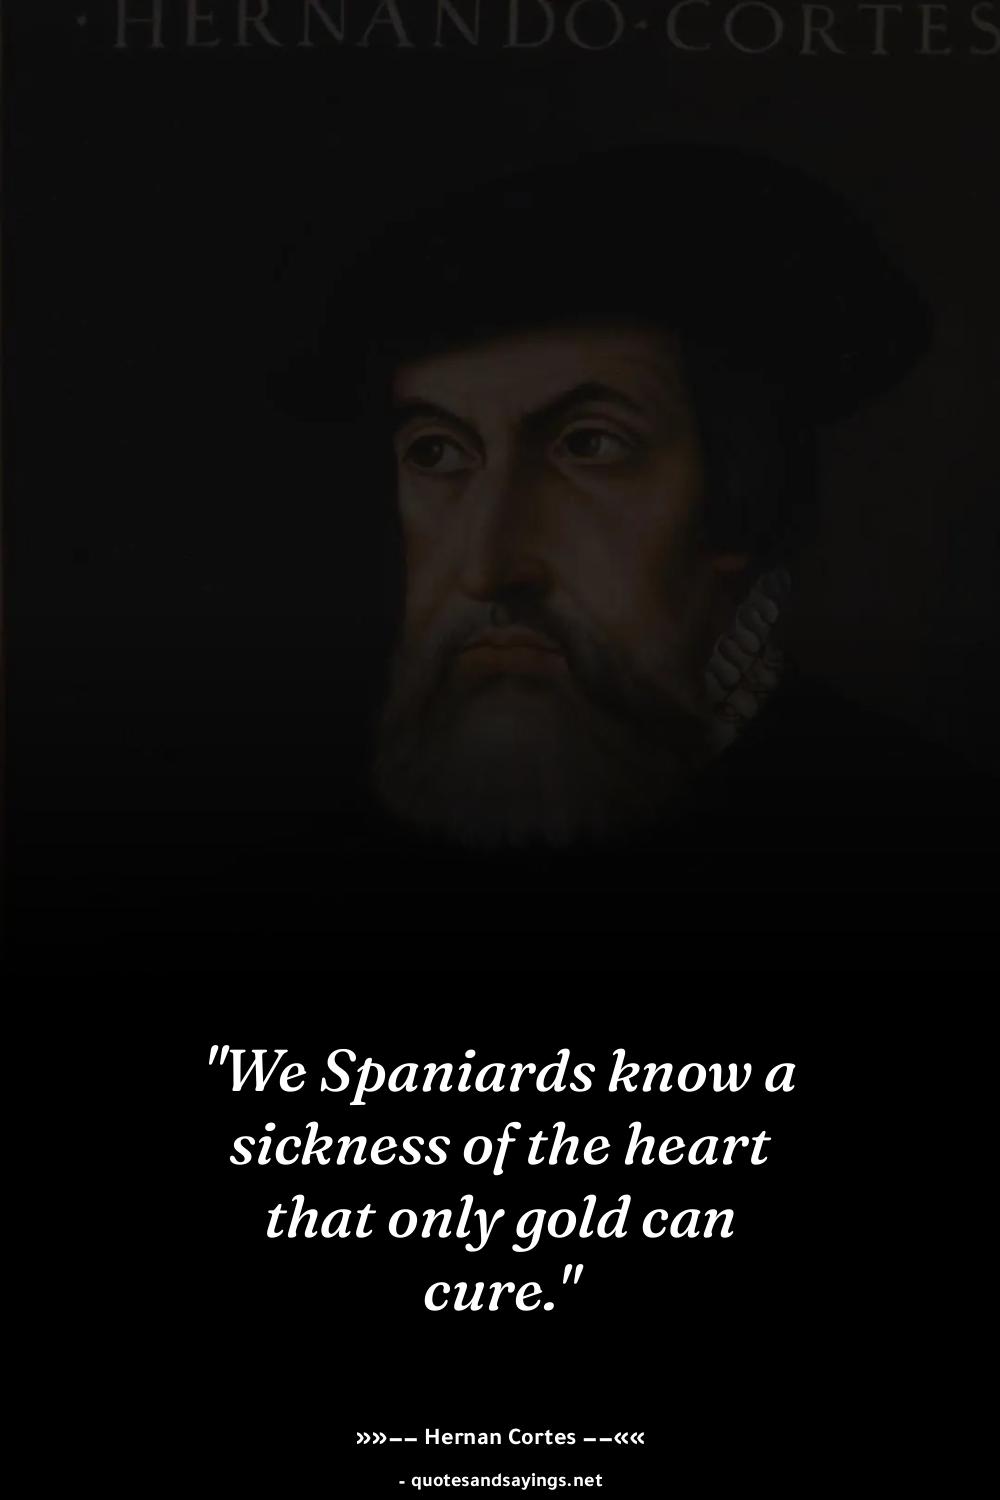 · HERNANDO · CORTES
"We Spaniards know a
sickness of the heart
that only gold can
cure."
»»−− Hernan Cortes −−««
- quotesandsayings.net